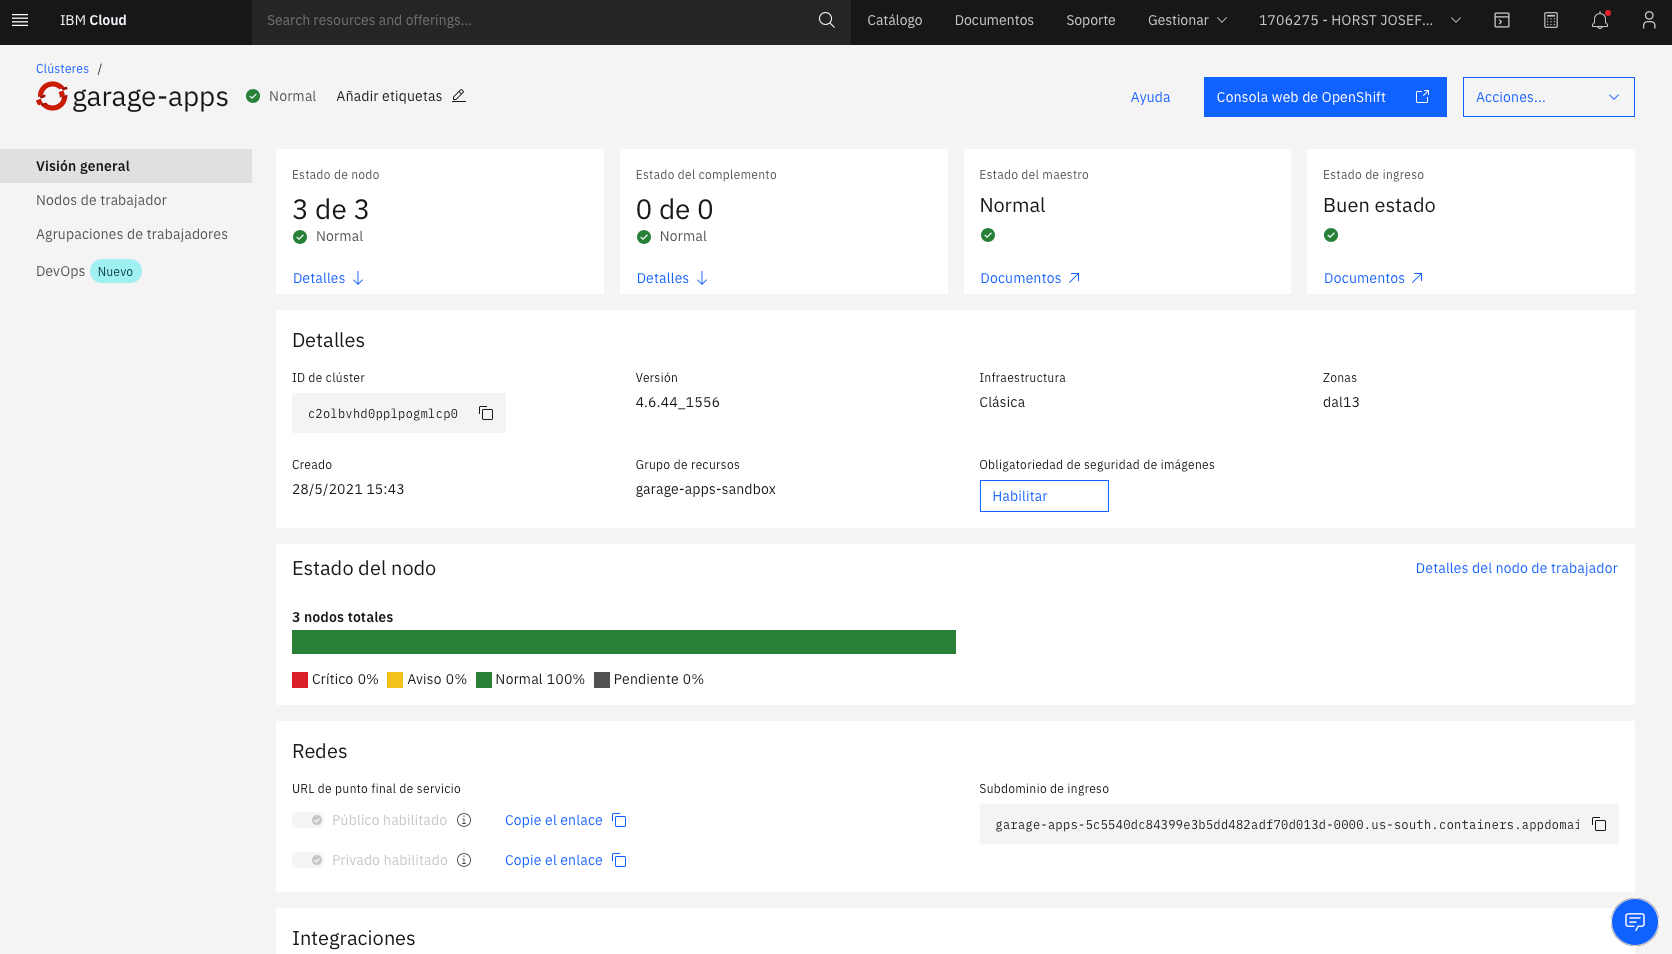 IBM Cloud
Search resources and offerings...
Catálogo
Documentos
Soporte
Gestionar
1706275 - HORST JOSEF...
Clústeres /
garage-apps
Normal
Añadir etiquetas
Ayuda
Consola web de OpenShift
Acciones...
Visión general
Nodos de trabajador
Agrupaciones de trabajadores
DevOps Nuevo
Estado de nodo
3 de 3
Normal
Detalles
Estado del complemento
0 de 0
Normal
Detalles
Estado del maestro
Normal
Documentos
Estado de ingreso
Buen estado
Documentos
Detalles
ID de clúster
c2olbvhd0pplpogmlcp0
Versión
4.6.44_1556
Infraestructura
Clásica
Zonas
dal13
Creado
28/5/2021 15:43
Grupo de recursos
garage-apps-sandbox
Obligatoriedad de seguridad de imágenes
Habilitar
Estado del nodo
Detalles del nodo de trabajador
3 nodos totales
Crítico 0% Aviso 0% Normal 100% Pendiente 0%
Redes
URL de punto final de servicio
Público habilitado
Copie el enlace
Privado habilitado
Copie el enlace
Subdominio de ingreso
garage-apps-5c5540dc84399e3b5dd482adf70d013d-0000.us-south.containers.appdomai
Integraciones